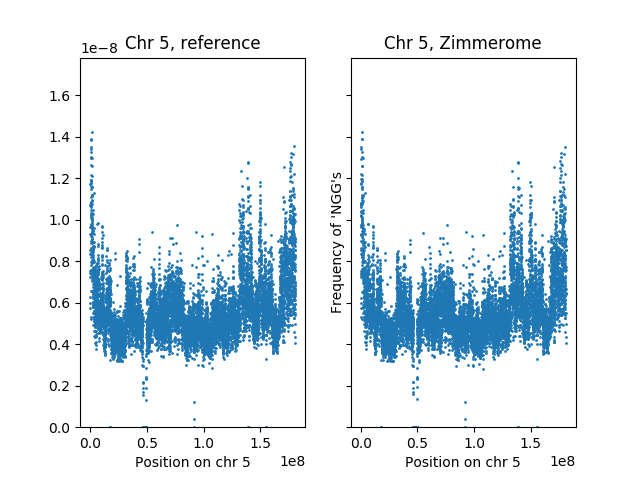 Chr 5, reference
Chr 5, Zimmerome
1e−8
1.6
1.4
1.2
1.0
0.8
0.6
0.4
0.2
0.0
Frequency of 'NGG's
0.0 0.5 1.0 1.5
0.0 0.5 1.0 1.5
1e8
1e8
Position on chr 5
Position on chr 5